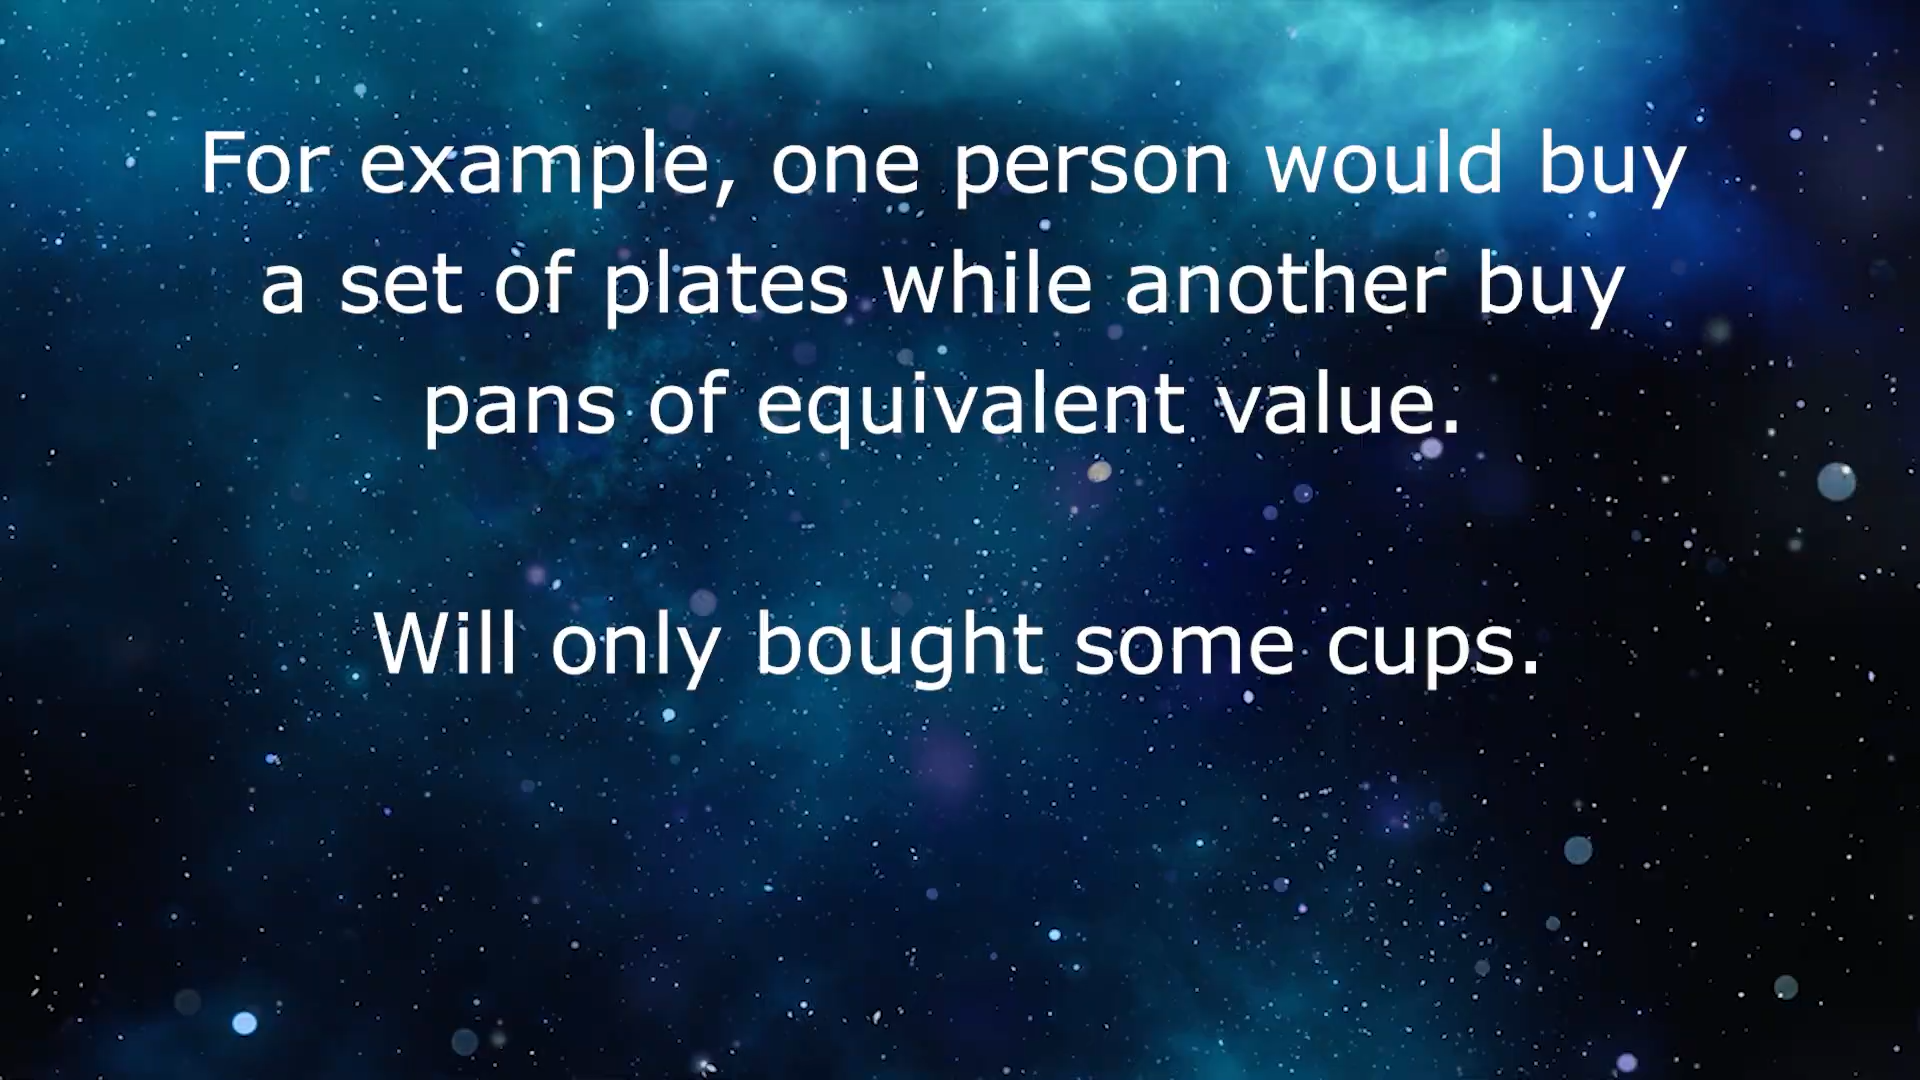 For example, one person would buy
a set of plates while another buy
pans of equivalent value.
Will only bought some cups.